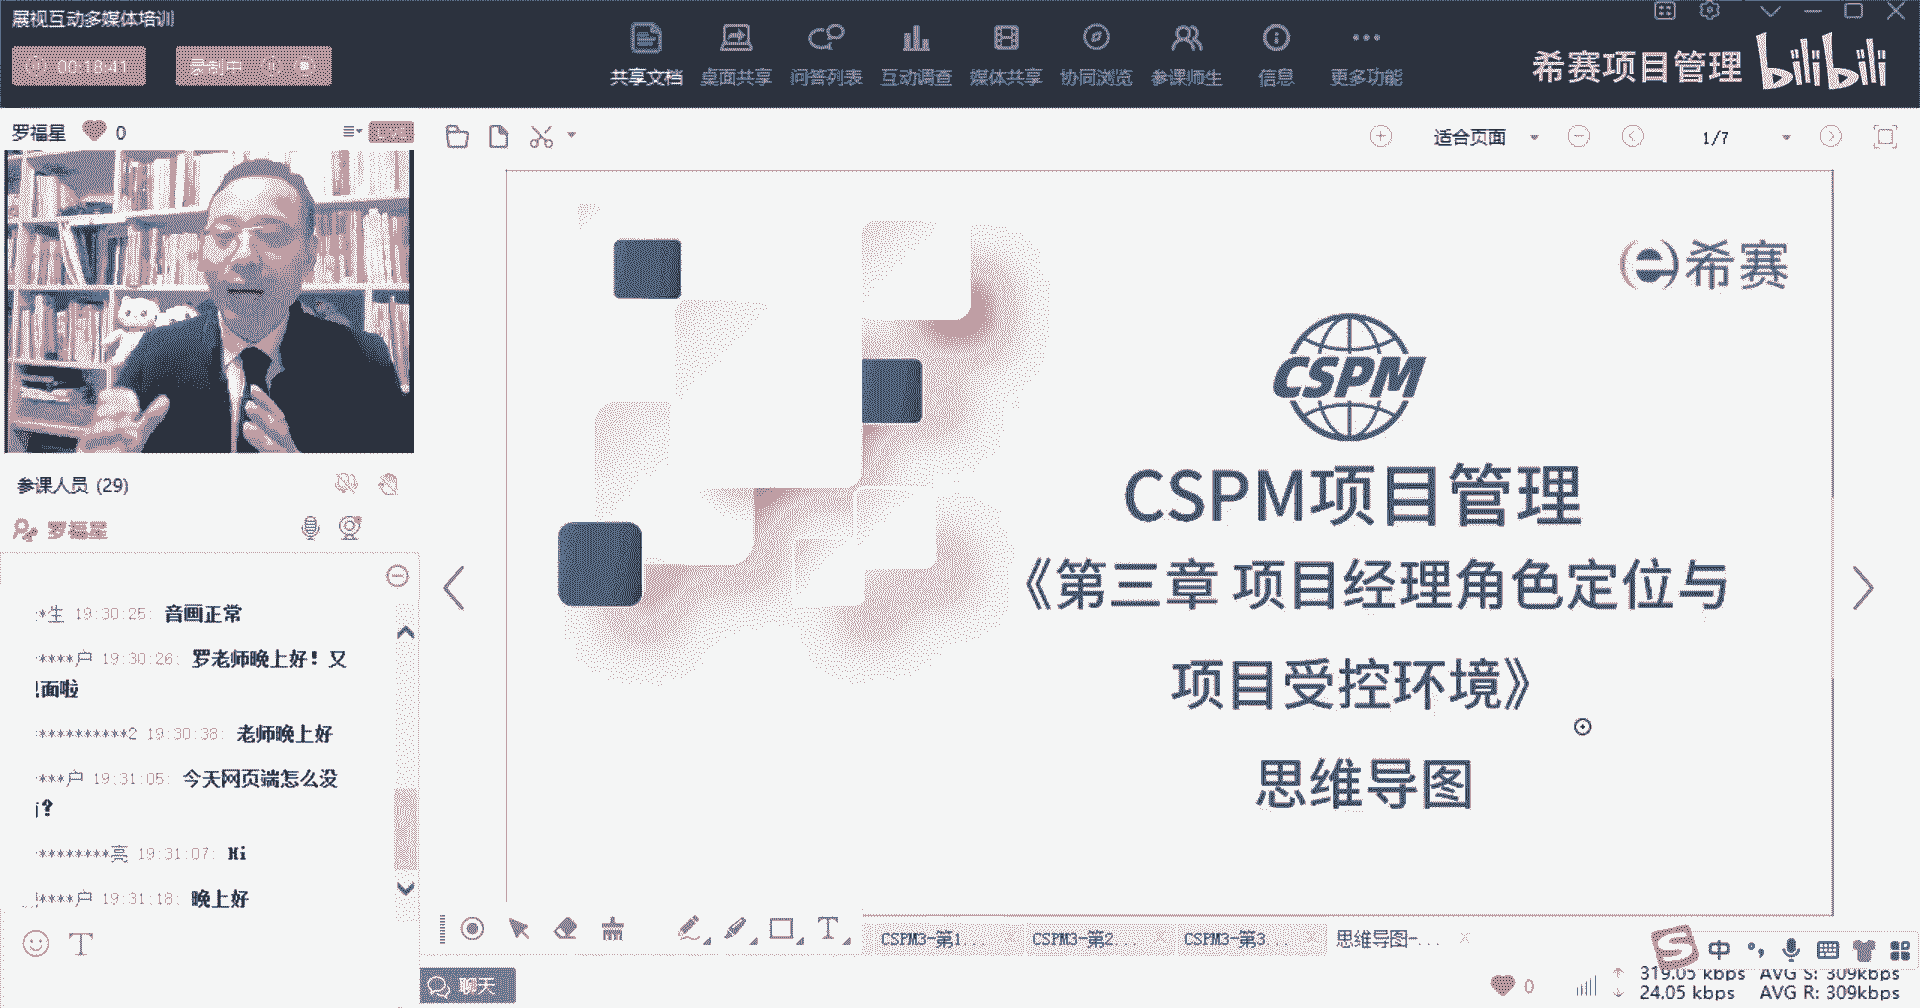 展视互动多媒体培训
00:18:41
录制中
共享文档 桌面共享 问答列表 互动调查 媒体共享 协同浏览 参课师生 信息 更多功能
希赛项目管理 bilibili
罗福星 0
适合页面 1/7
希赛
CSPM
CSPM项目管理
《第三章 项目经理角色定位与
项目受控环境》
思维导图
参课人员 (29)
罗福星
*生 19:30:25: 音画正常
****户 19:30:26: 罗老师晚上好！又
面啦
**********2 19:30:38: 老师晚上好
***户 19:31:05: 今天网页端怎么没
？
********亮 19:31:07: Hi
****户 19:31:18: 晚上好
T
T
CSPM3-第1... CSPM3-第2... CSPM3-第3... 思维导图-...
聊天
S 中
0
319.05 kbps AVG S: 309kbps
24.05 kbps AVG R: 309kbps